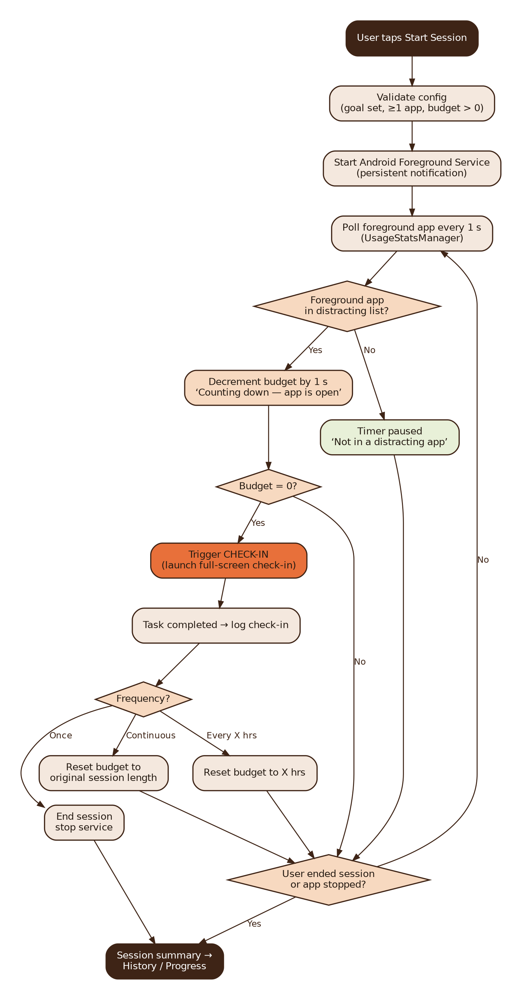 User taps Start Session
Validate config
(goal set, ≥1 app, budget > 0)
Start Android Foreground Service
(persistent notification)
Poll foreground app every 1 s
(UsageStatsManager)
Foreground app
in distracting list?
Yes
No
Decrement budget by 1 s
‘Counting down — app is open’
Timer paused
‘Not in a distracting app’
Budget = 0?
Yes
Trigger CHECK-IN
(launch full-screen check-in)
No
Task completed → log check-in
No
Frequency?
Once
Continuous
Every X hrs
Reset budget to
original session length
Reset budget to X hrs
End session
stop service
User ended session
or app stopped?
Yes
Session summary →
History / Progress